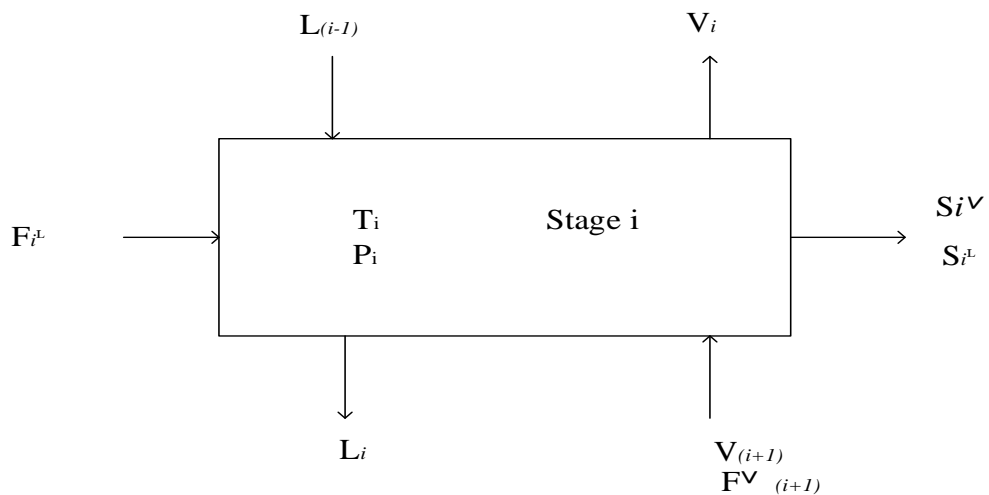 L(i-1)
Vi
Ti
Stage i
Pi
FiL
SiV
SiL
Li
V(i+1)
FV (i+1)